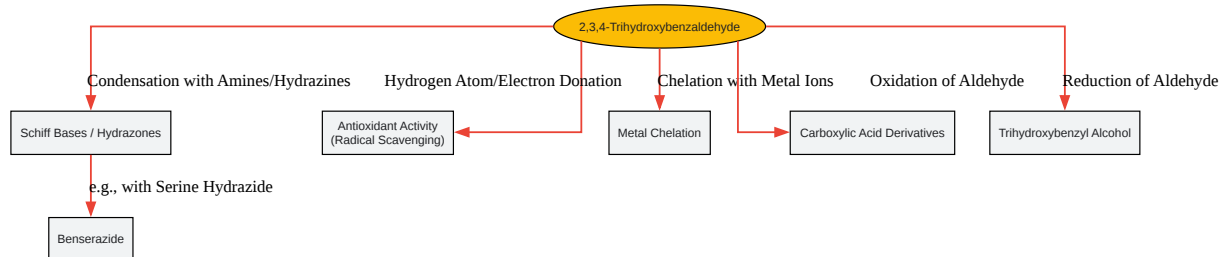 2,3,4-Trihydroxybenzaldehyde
Condensation with Amines/Hydrazines
Hydrogen Atom/Electron Donation
Chelation with Metal Ions
Oxidation of Aldehyde
Reduction of Aldehyde
Schiff Bases / Hydrazones
Antioxidant Activity
(Radical Scavenging)
Metal Chelation
Carboxylic Acid Derivatives
Trihydroxybenzyl Alcohol
e.g., with Serine Hydrazide
Benserazide